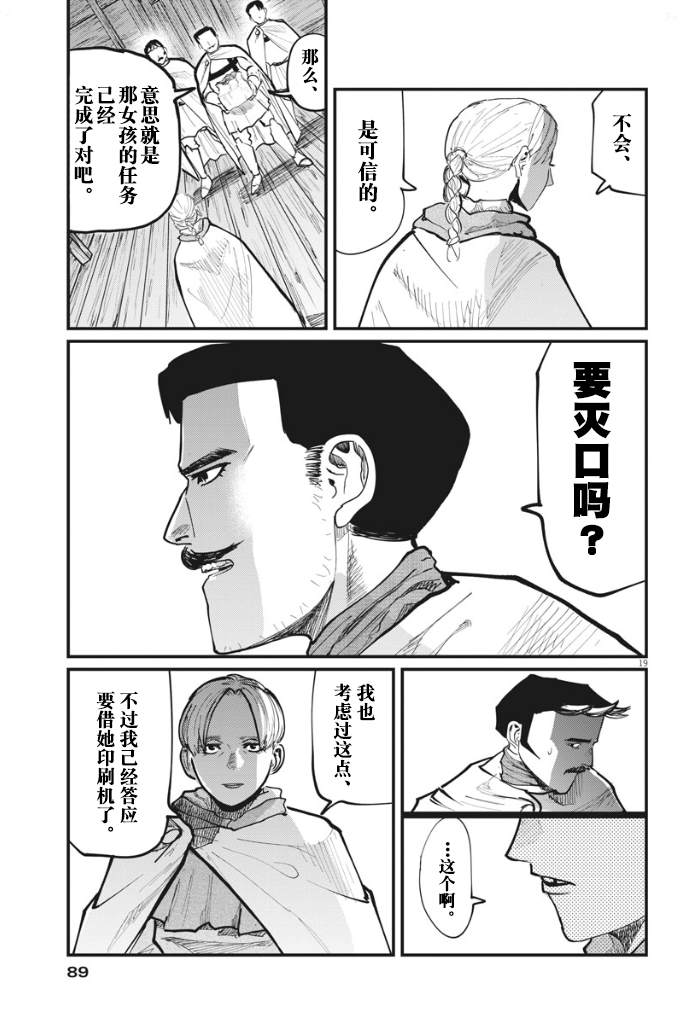 不会、
是可信的。
那么、
意思就是
那女孩的任务
已经
完成了对吧。
要灭口吗？
19
…这个啊。
我也
考虑过这点、
不过我已经答应
要借她印刷机了。
89